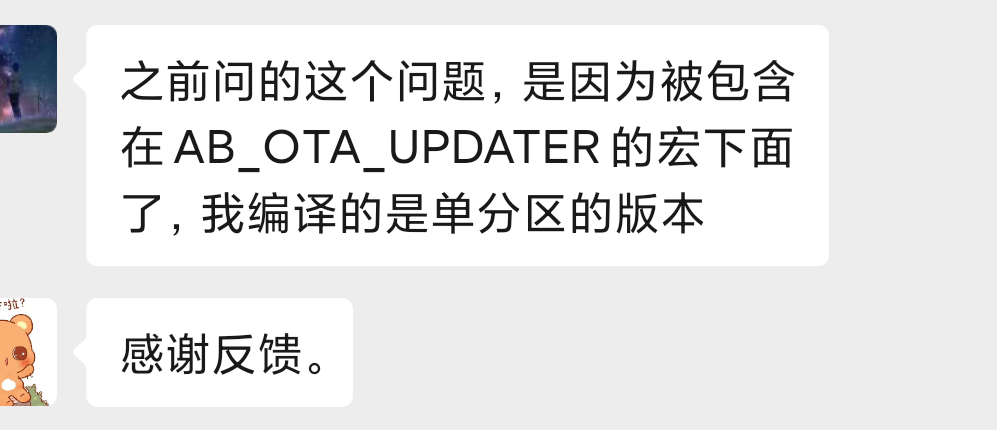 之前问的这个问题，是因为被包含
在 AB_OTA_UPDATER 的宏下面
了，我编译的是单分区的版本
啦?
感谢反馈。